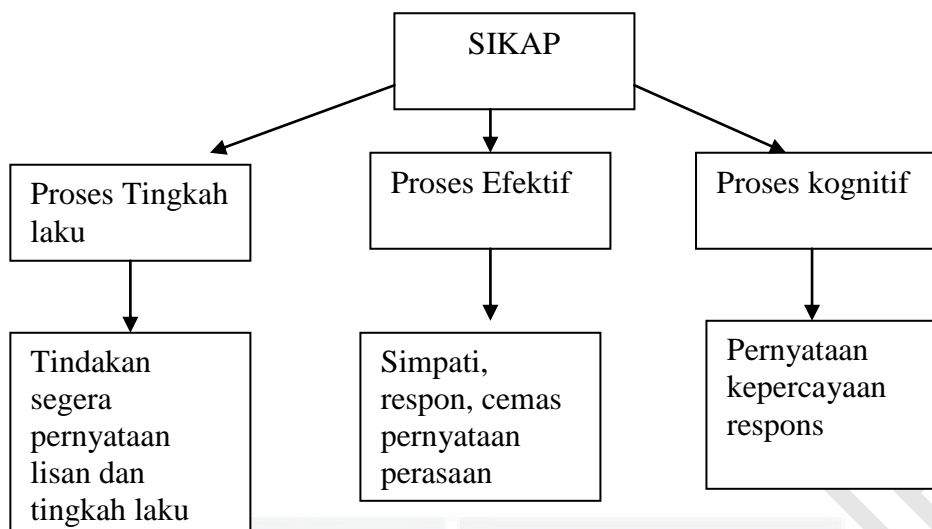 SIKAP
Proses Tingkah
laku
Proses Efektif
Proses kognitif
Tindakan
segera
pernyataan
lisan dan
tingkah laku
Simpati,
respon, cemas
pernyataan
perasaan
Pernyataan
kepercayaan
respons